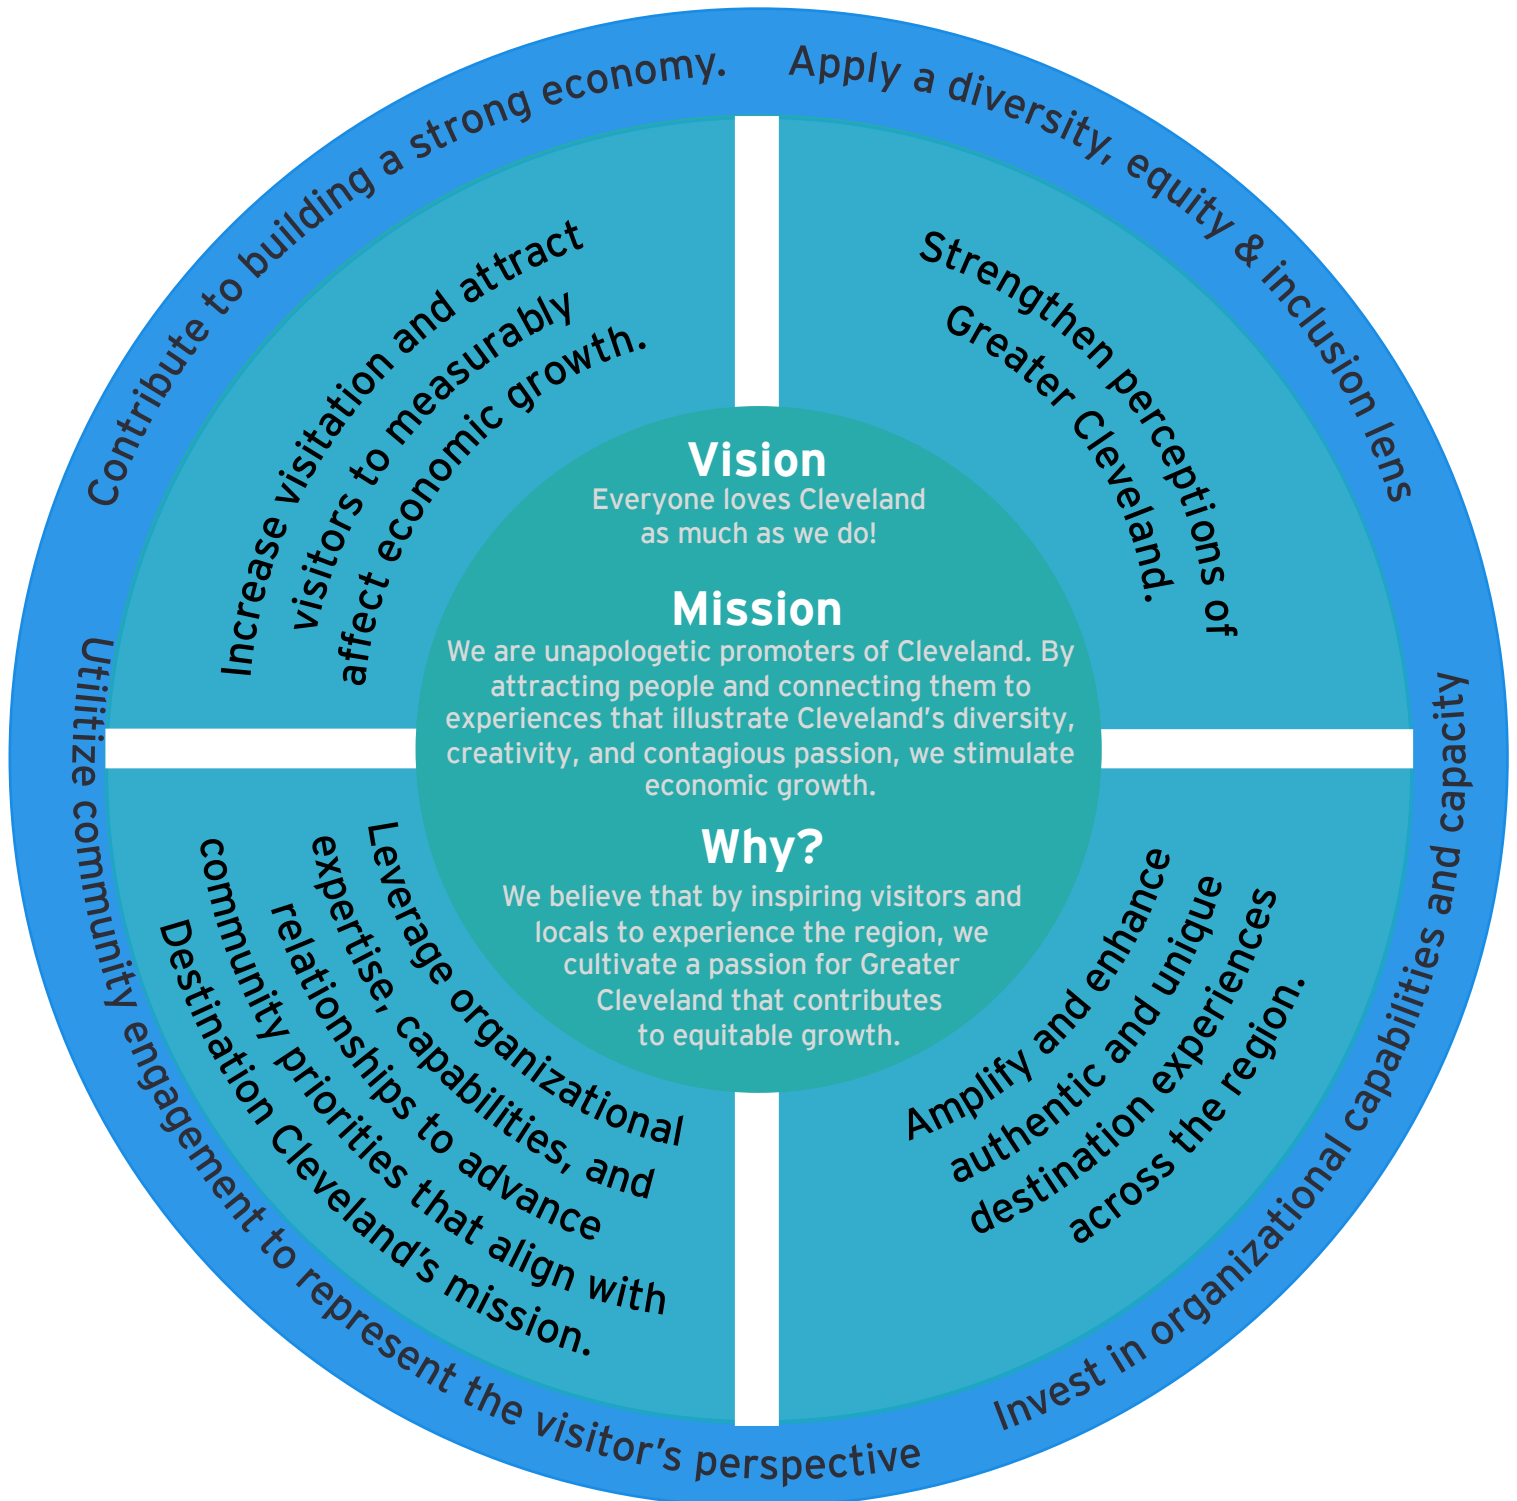 Contribute to building a strong economy.
Apply a diversity, equity & inclusion lens
Increase visitation and attract
visitors to measurably
affect economic growth.
Strengthen perceptions of
Greater Cleveland.
Vision
Everyone loves Cleveland
as much as we do!
Mission
We are unapologetic promoters of Cleveland. By
attracting people and connecting them to
experiences that illustrate Cleveland's diversity,
creativity, and contagious passion, we stimulate
economic growth.
Why?
We believe that by inspiring visitors and
locals to experience the region, we
cultivate a passion for Greater
Cleveland that contributes
to equitable growth.
Leverage organizational
expertise, capabilities, and
relationships to advance
community priorities that align with
Destination Cleveland's mission.
Amplify and enhance
authentic and unique
destination experiences
across the region.
Utilitize community engagement to represent the visitor's perspective
Invest in organizational capabilities and capacity